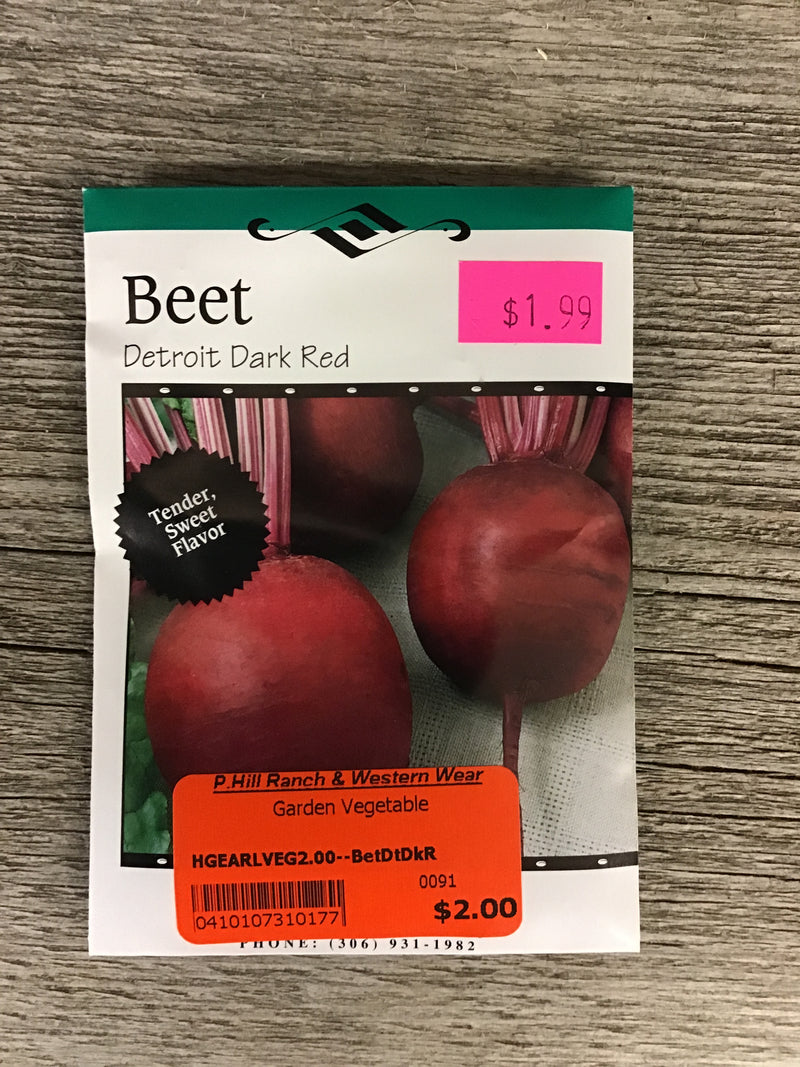 Beet
$1.99
Detroit Dark Red
Tender,
Sweet
Flavor
P.Hill Ranch & Western Wear
Garden Vegetable
HGEARLVEG2.00--BetDtDkR
0091
0410107310177
$2.00
PHONE: (306) 931-1982